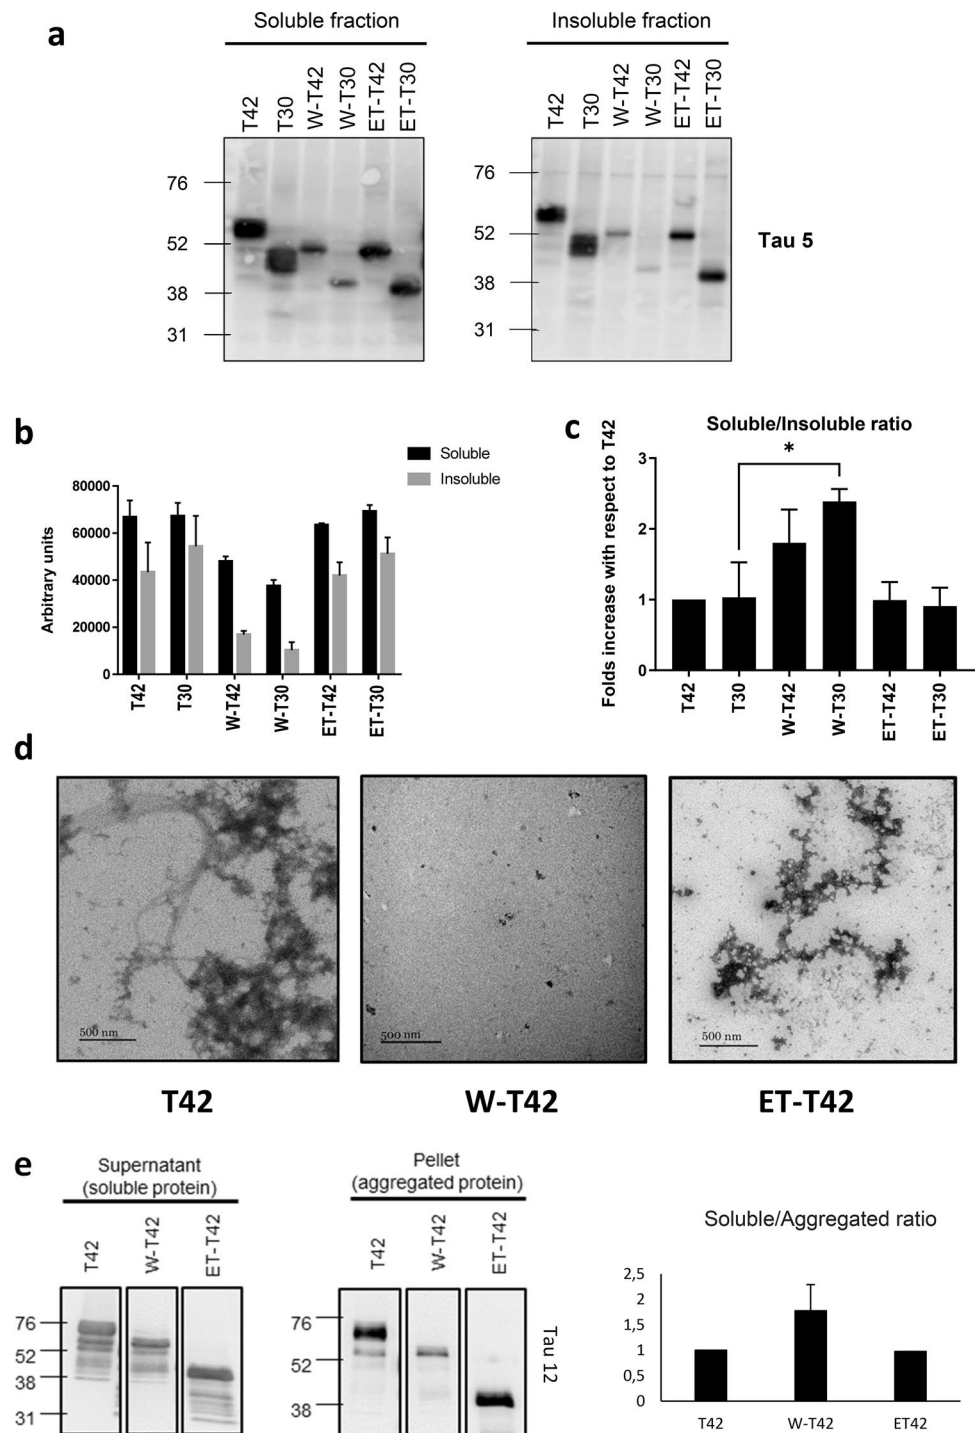 a
Soluble fraction
Insoluble fraction
T42 T30 W-T42 W-T30 ET-T42 ET-T30
T42 T30 W-T42 W-T30 ET-T42 ET-T30
76
52
38
31
76
52
38
31
Tau 5
b
Soluble
Insoluble
80000
60000
40000
20000
0
Arbitrary units
T42 T30 W-T42 W-T30 ET-T42 ET-T30
c
Soluble/Insoluble ratio
*
3
2
1
0
Folds increase with respect to T42
T42 T30 W-T42 W-T30 ET-T42 ET-T30
d
500 nm
500 nm
500 nm
T42
W-T42
ET-T42
e
Supernatant
(soluble protein)
T42 W-T42 ET-T42
76
52
38
31
Pellet
(aggregated protein)
T42 W-T42 ET-T42
76
52
38
Tau 12
Soluble/Aggregated ratio
2,5
2
1,5
1
0,5
0
T42 W-T42 ET42